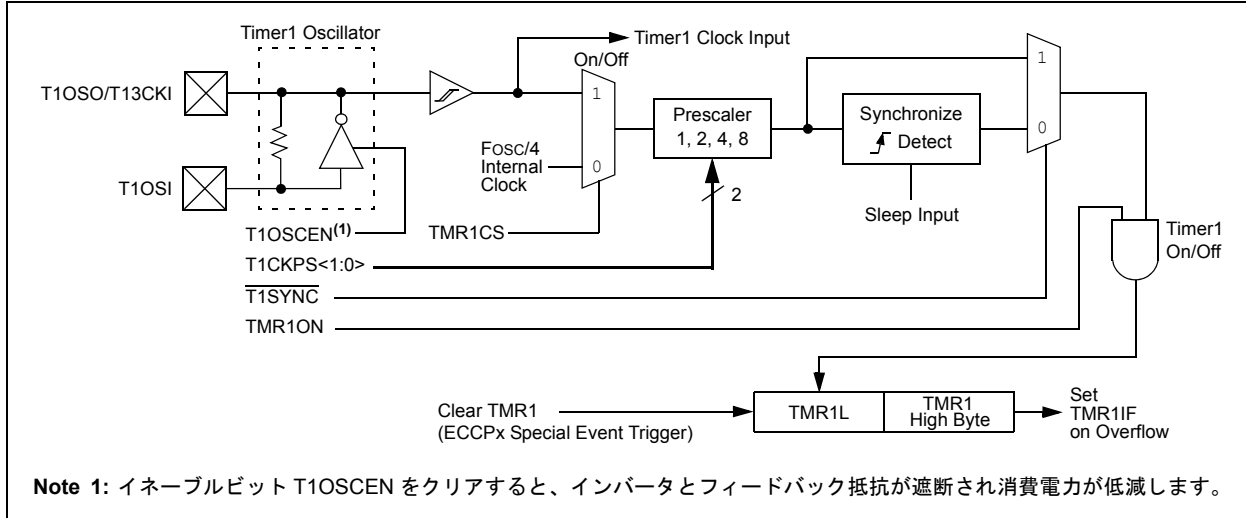 Timer1 Oscillator
Timer1 Clock Input
On/Off
T1OSO/T13CKI
1
1
Prescaler
1, 2, 4, 8
Synchronize
Detect
0
FOSC/4
Internal
Clock
0
T1OSI
2
Sleep Input
T1OSCEN(1)
TMR1CS
Timer1
On/Off
T1CKPS<1:0>
T1SYNC
TMR1ON
Clear TMR1
(ECCPx Special Event Trigger)
TMR1L
TMR1
High Byte
Set
TMR1IF
on Overflow
Note 1: イネーブルビット T1OSCEN をクリアすると、インバータとフィードバック抵抗が遮断され消費電力が低減します。